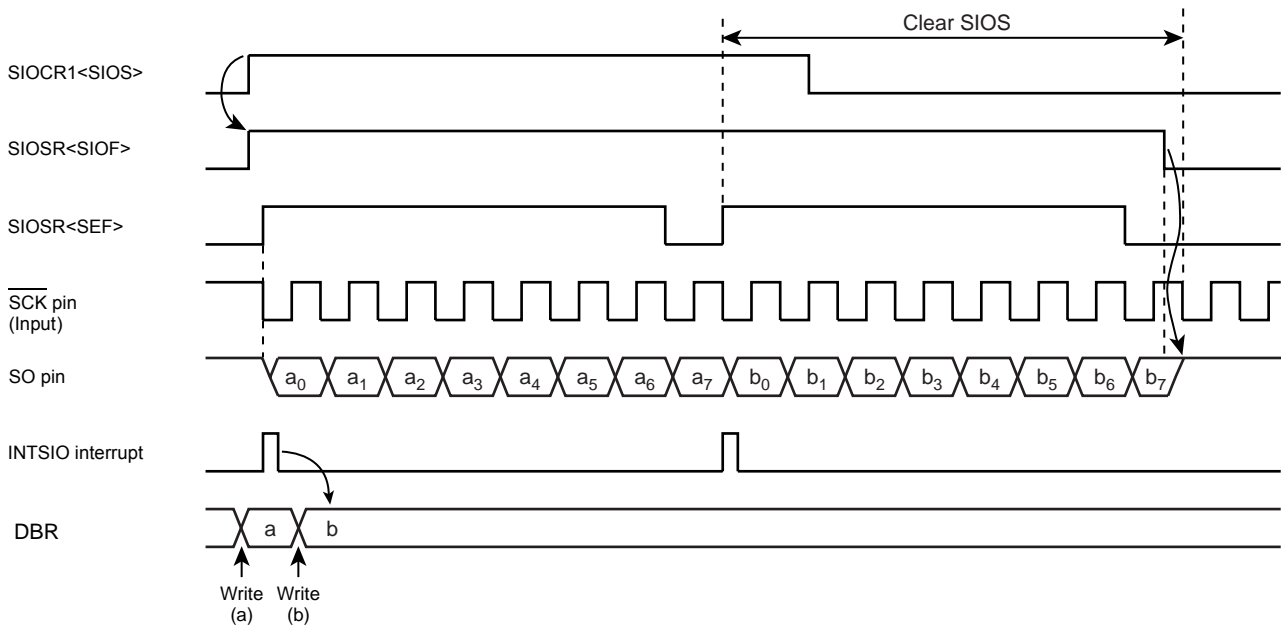 Clear SIOS
SIOCR1<SIOS>
SIOSR<SIOF>
SIOSR<SEF>
SCK pin
(Input)
SO pin
a0 a1 a2 a3 a4 a5 a6 a7 b0 b1 b2 b3 b4 b5 b6 b7
INTSIO interrupt
DBR a b
Write Write
(a) (b)